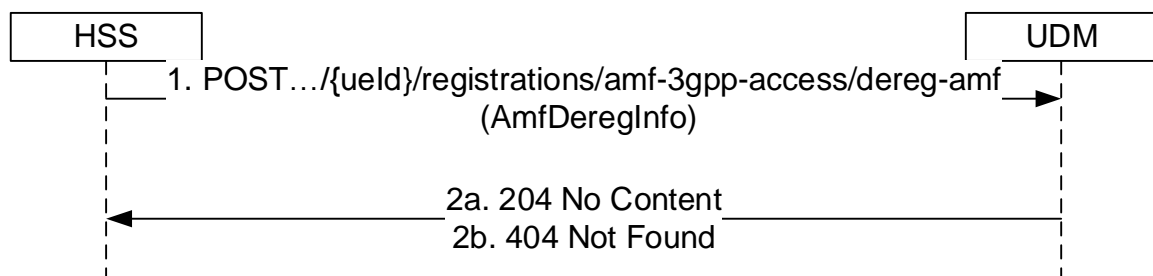 HSS
UDM
1. POST…/{ueId}/registrations/amf-3gpp-access/dereg-amf
(AmfDeregInfo)
2a. 204 No Content
2b. 404 Not Found